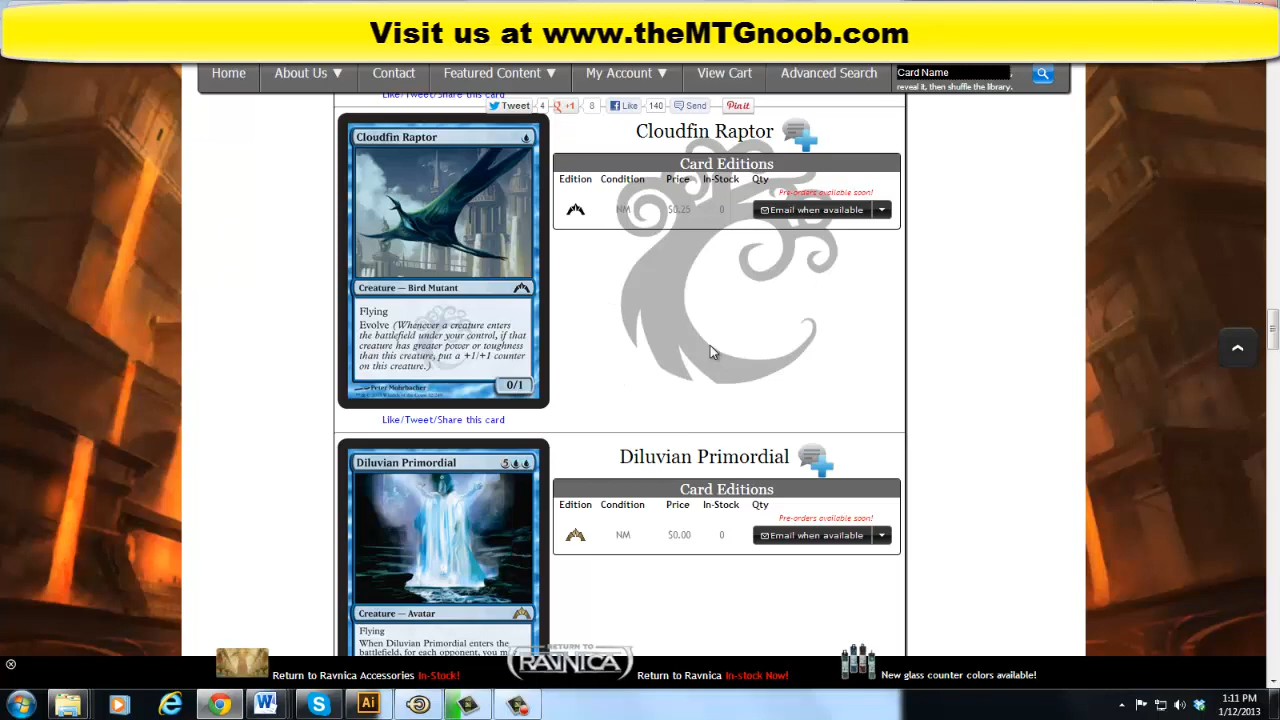 Visit us at www.theMTGnoob.com
Home
About Us ▼
Contact
Featured Content ▼
My Account ▼
View Cart
Advanced Search
Card Name
reveal it, then shuffle the library.
Like/Tweet/Share this card
Tweet 4 +1 8 Like 140 Send Pin it
Cloudfin Raptor
Creature — Bird Mutant
Flying
Evolve (Whenever a creature enters
the battlefield under your control, if that
creature has greater power or toughness
than this creature, put a +1/+1 counter
on this creature.)
0/1
Peter Mohrbacher
Like/Tweet/Share this card
Cloudfin Raptor
Card Editions
Edition Condition Price In-Stock Qty
Pre-orders available soon!
NM $0.25 0 Email when available
Diluvian Primordial 5
Creature — Avatar
Flying
When Diluvian Primordial enters the
battlefield, for each opponent, you may
Diluvian Primordial
Card Editions
Edition Condition Price In-Stock Qty
Pre-orders available soon!
NM $0.00 0 Email when available
Return to Ravnica Accessories In-Stock!
RETURN TO
RAVNICA
Return to Ravnica In-stock Now!
New glass counter colors available!
1:11 PM
1/12/2013